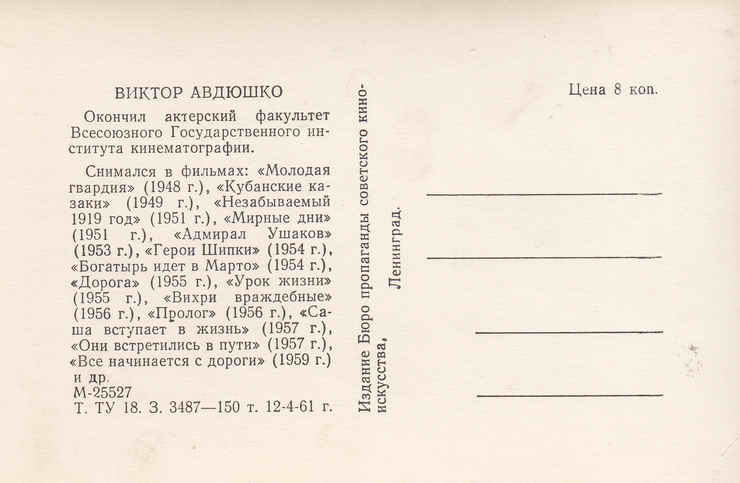 ВИКТОР АВДЮШКО
Окончил актерский факультет
Всесоюзного Государственного ин-
ститута кинематографии.
Снимался в фильмах: «Молодая
гвардия» (1948 г.), «Кубанские ка-
заки» (1949 г.), «Незабываемый
1919 год» (1951 г.), «Мирные дни»
(1951 г.), «Адмирал Ушаков»
(1953 г.), «Герои Шипки» (1954 г.),
«Богатырь идет в Марто» (1954 г.),
«Дорога» (1955 г.), «Урок жизни»
(1955 г.), «Вихри враждебные»
(1956 г.), «Пролог» (1956 г.), «Са-
ша вступает в жизнь» (1957 г.),
«Они встретились в пути» (1957 г.),
«Все начинается с дороги» (1959 г.)
и др.
М-25527
Т. ТУ 18. З. 3487—150 т. 12-4-61 г.
Издание Бюро пропаганды советского кино-
искусства,
Ленинград.
Цена 8 коп.